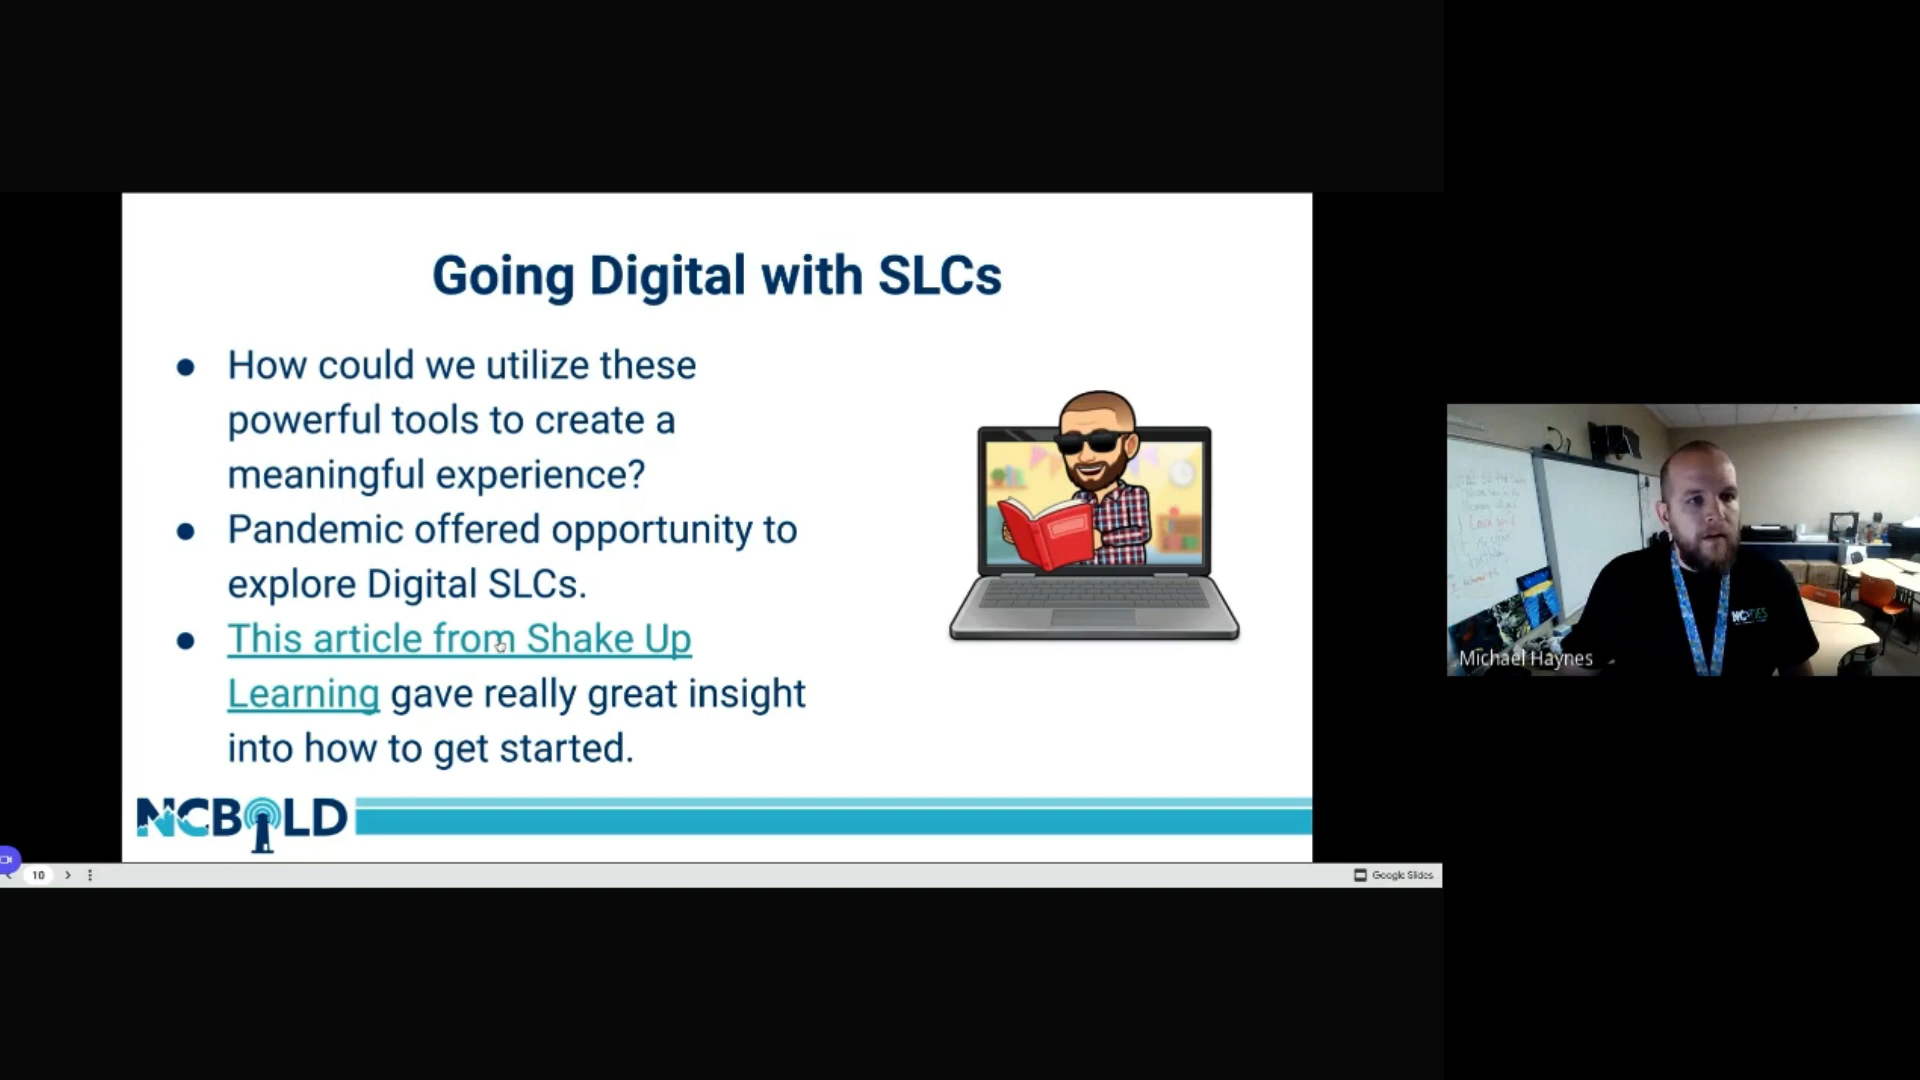 Going Digital with SLCs
● How could we utilize these
powerful tools to create a
meaningful experience?
● Pandemic offered opportunity to
explore Digital SLCs.
● This article from Shake Up
Learning gave really great insight
into how to get started.
NCBOLD
10
Google Slides
Michael Haynes